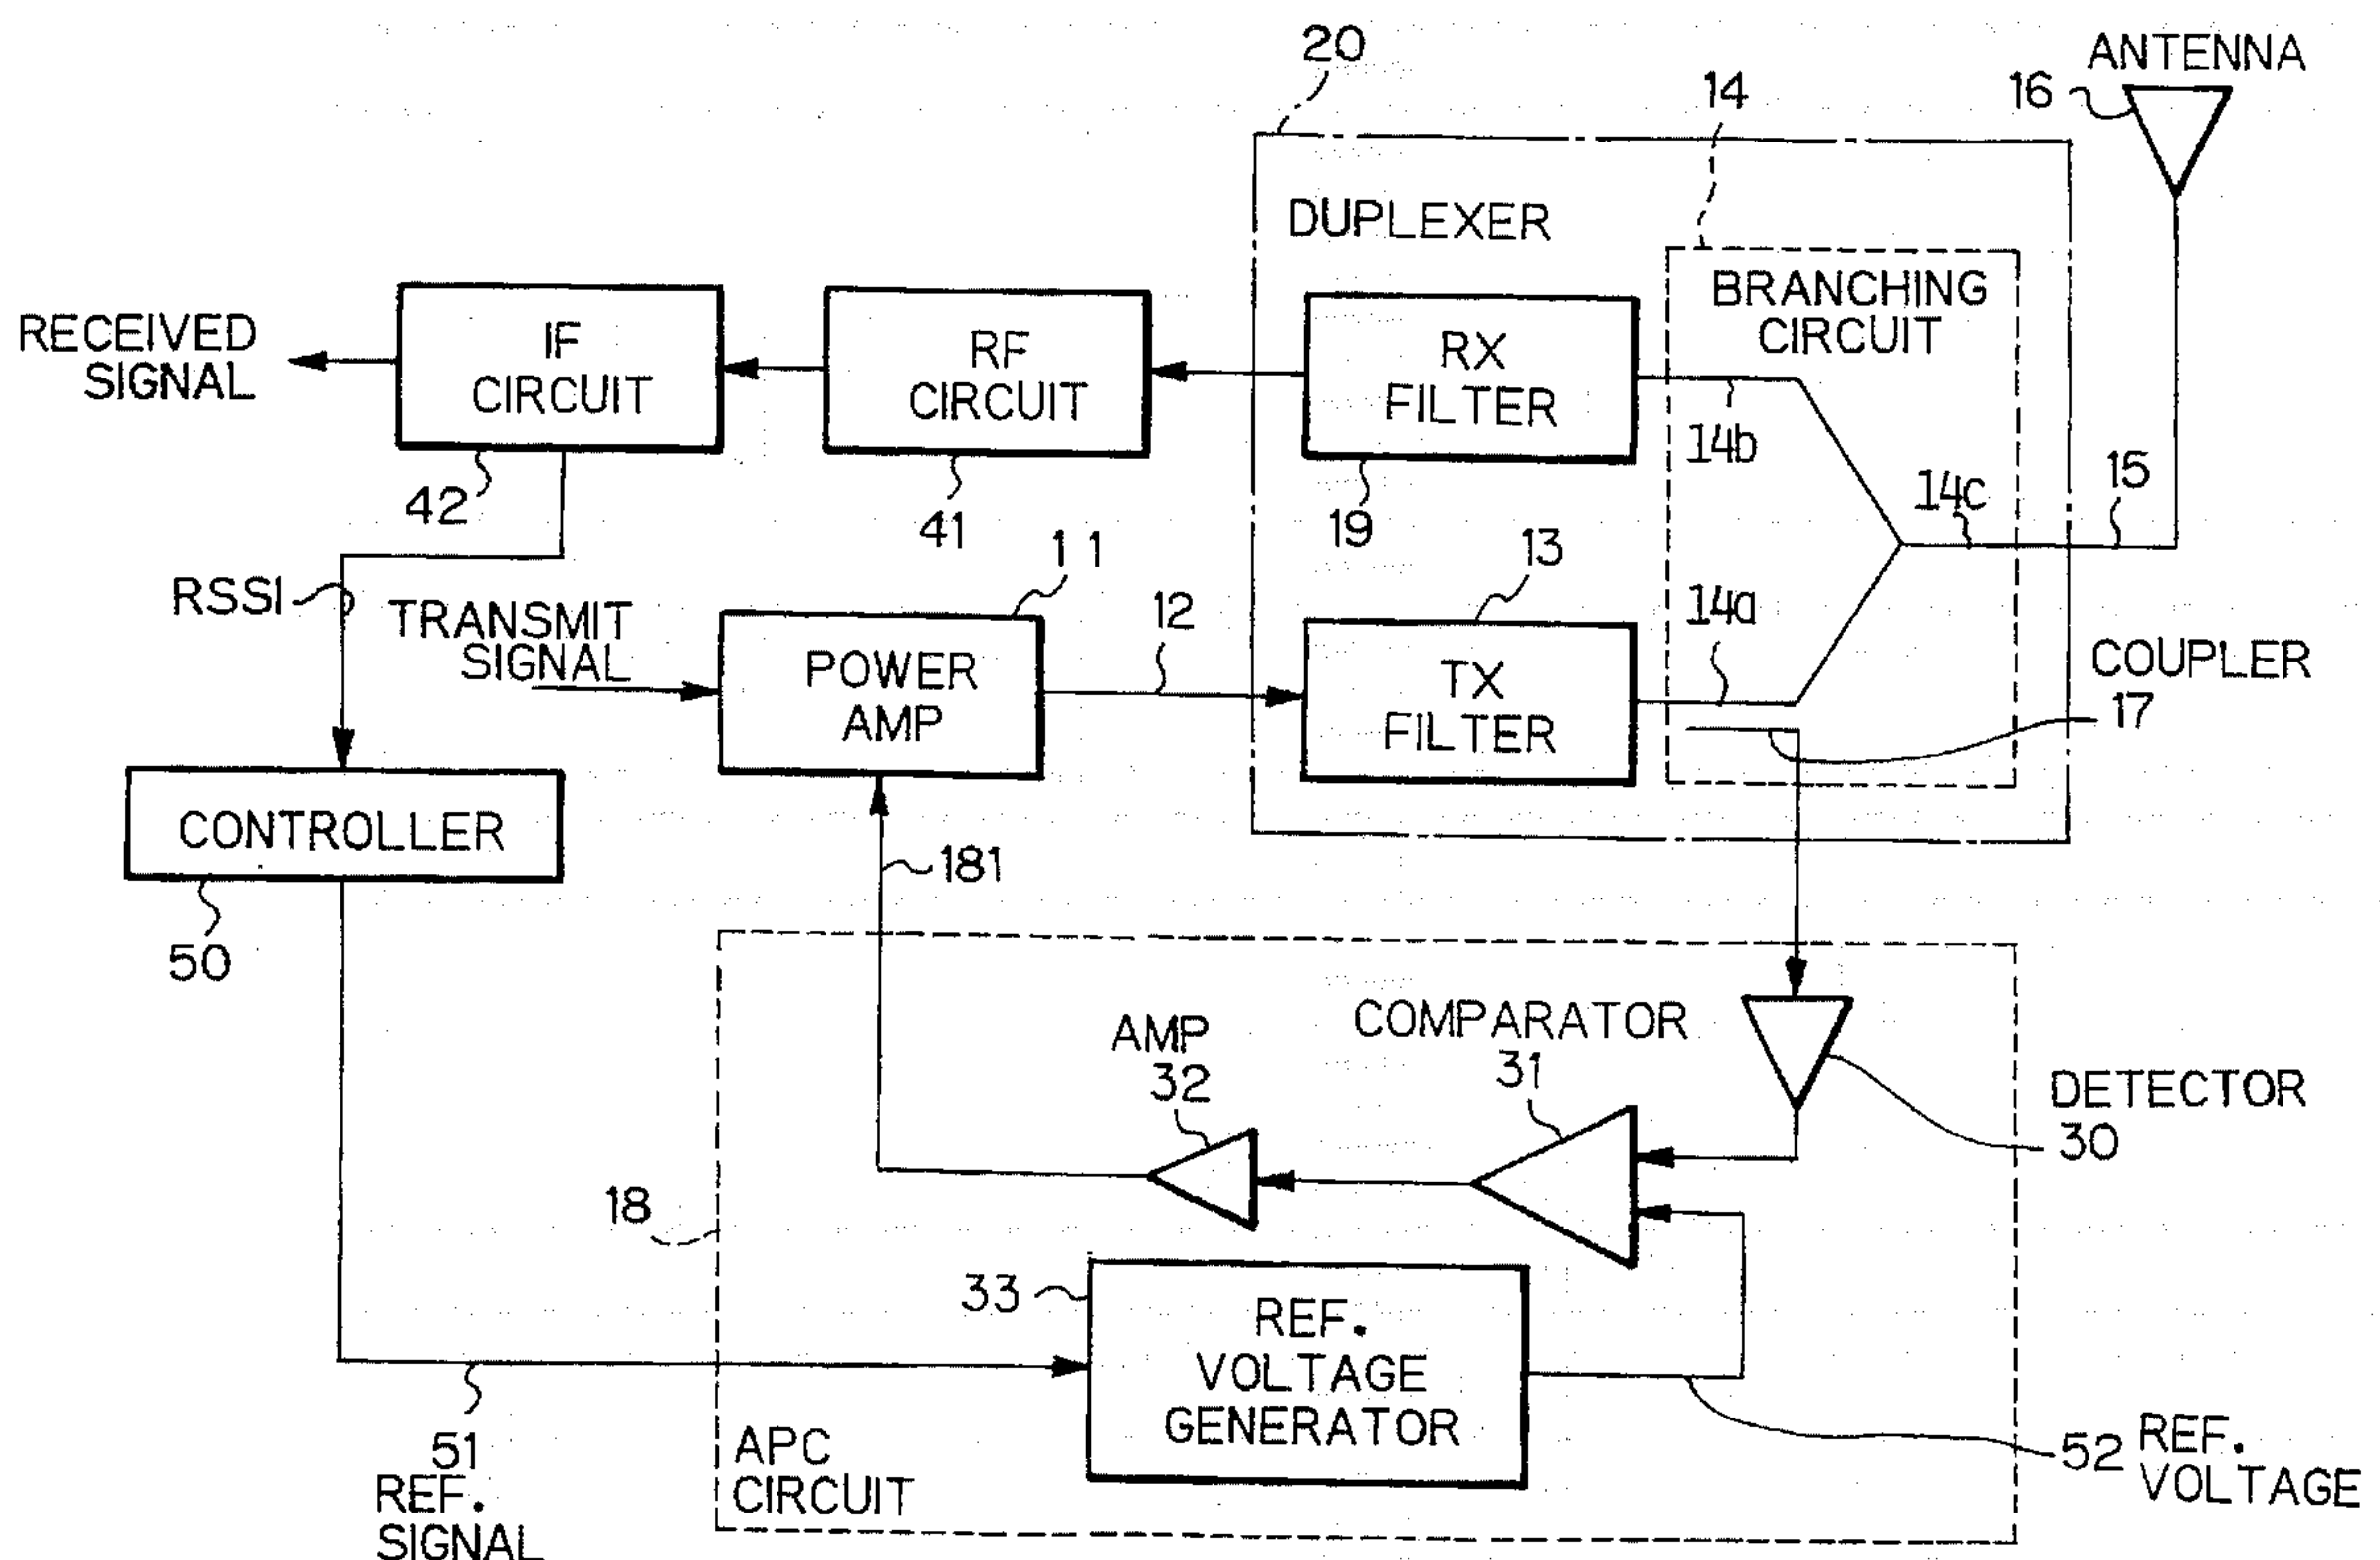 20
ANTENNA
16
14
DUPLEXER
BRANCHING
CIRCUIT
RECEIVED
SIGNAL
IF
CIRCUIT
RF
CIRCUIT
RX
FILTER
14b
14c
15
42
41
19
11
13
RSSI
TRANSMIT
SIGNAL
12
14a
POWER
AMP
TX
FILTER
COUPLER
17
CONTROLLER
181
50
AMP
32
COMPARATOR
31
DETECTOR
30
18
33
REF.
VOLTAGE
GENERATOR
51
REF.
SIGNAL
APC
CIRCUIT
52 REF.
VOLTAGE